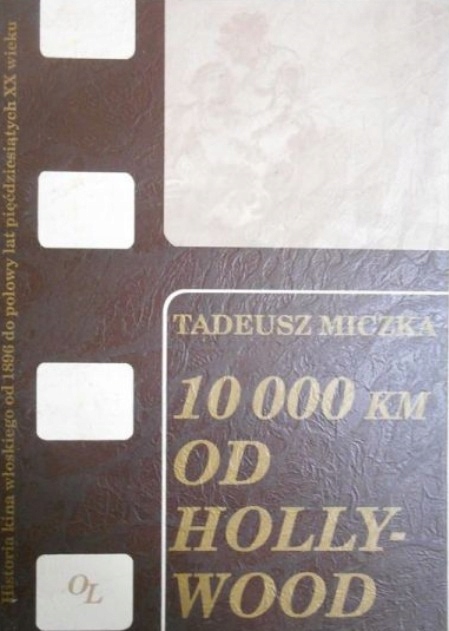 Historia kina włoskiego od 1896 do połowy lat pięćdziesiątych XX wieku
TADEUSZ MICZKA
10 000 KM
OD
HOLLY-
WOOD
OL